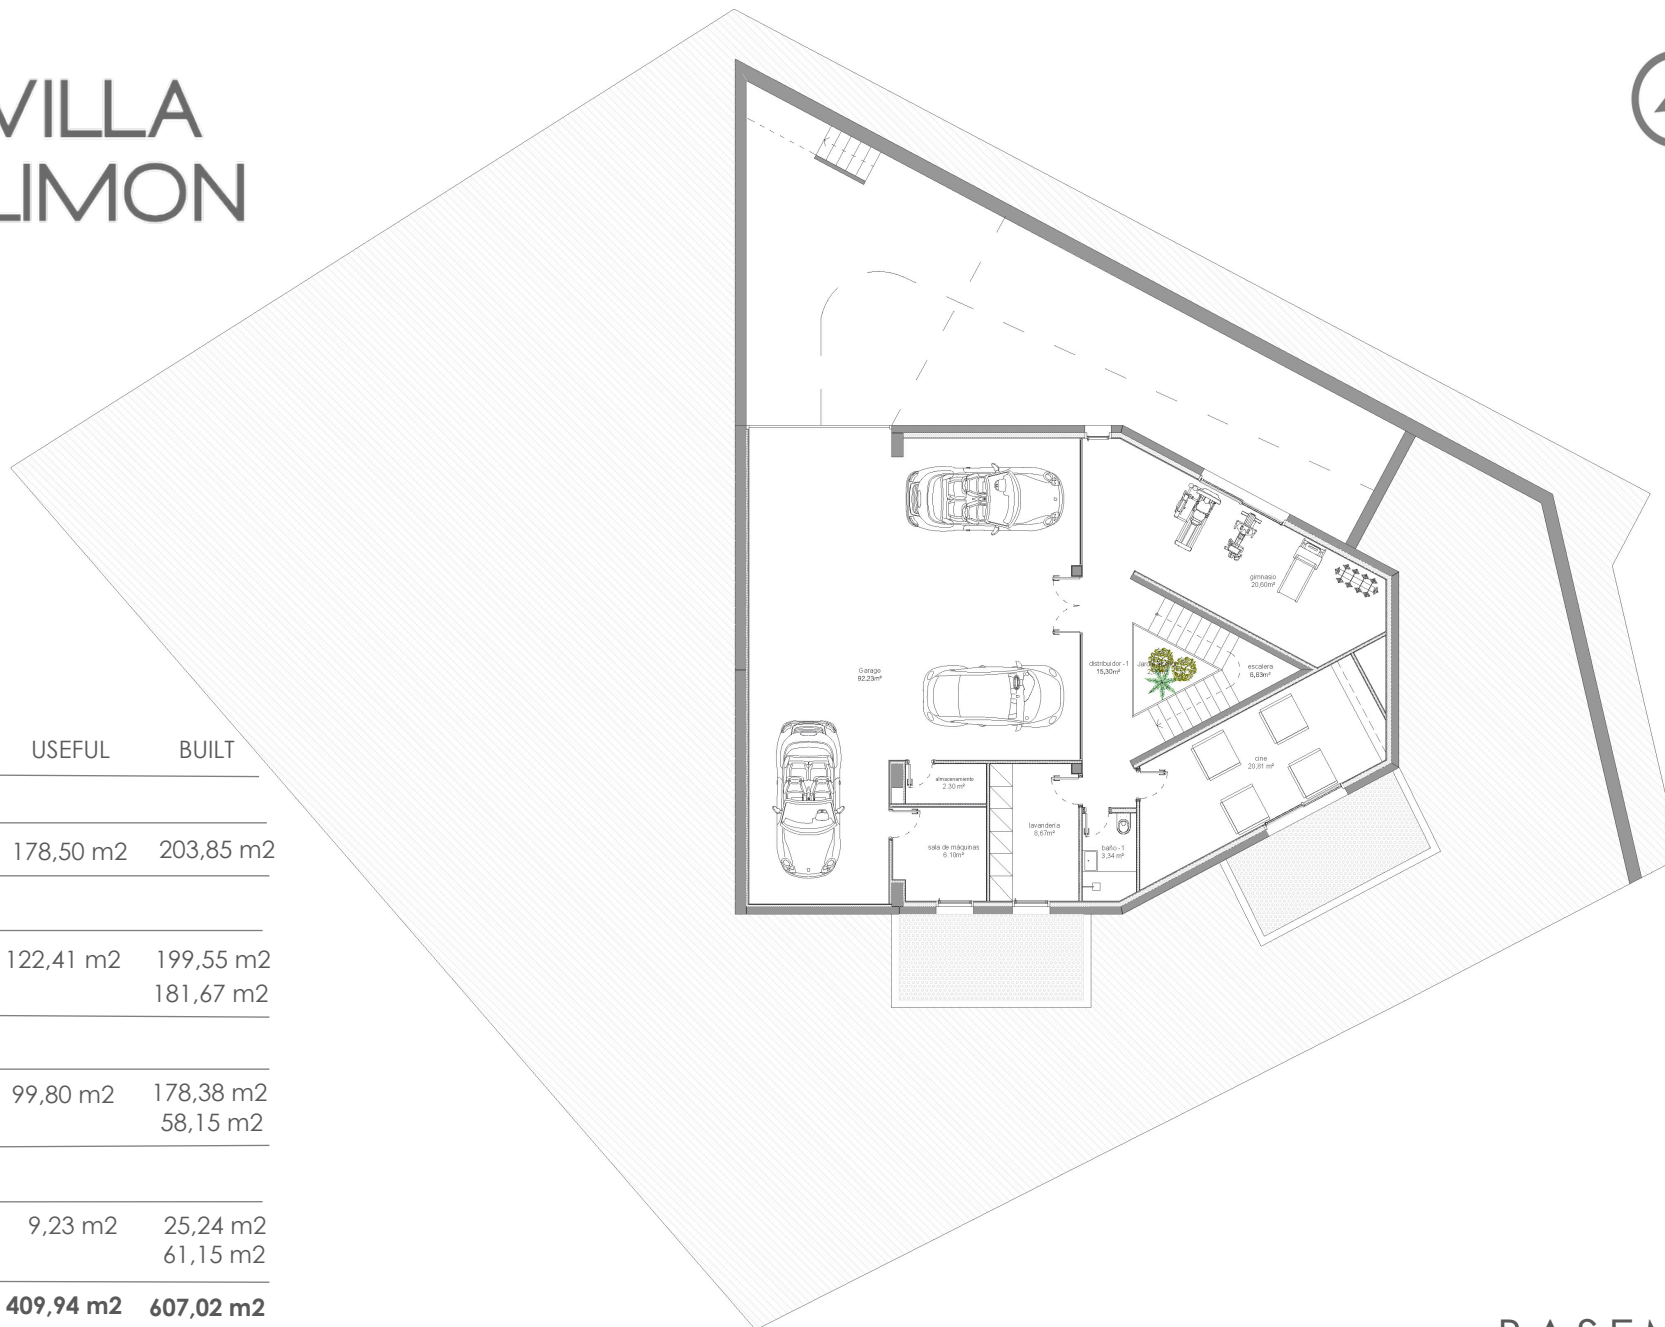 VILLA
LIMON
USEFUL BUILT
178,50 m2 203,85 m2
122,41 m2 199,55 m2
181,67 m2
99,80 m2 178,38 m2
58,15 m2
9,23 m2 25,24 m2
61,15 m2
409,94 m2 607,02 m2
gimnasio
20,60m²
distribuidor - 1
15,30m²
escalera
6,63m²
Garage
92.23m²
cine
20,81 m²
almacenamiento
2.30 m²
lavandería
8,67m²
sala de máquinas
6.10m²
baño - 1
3,34 m²